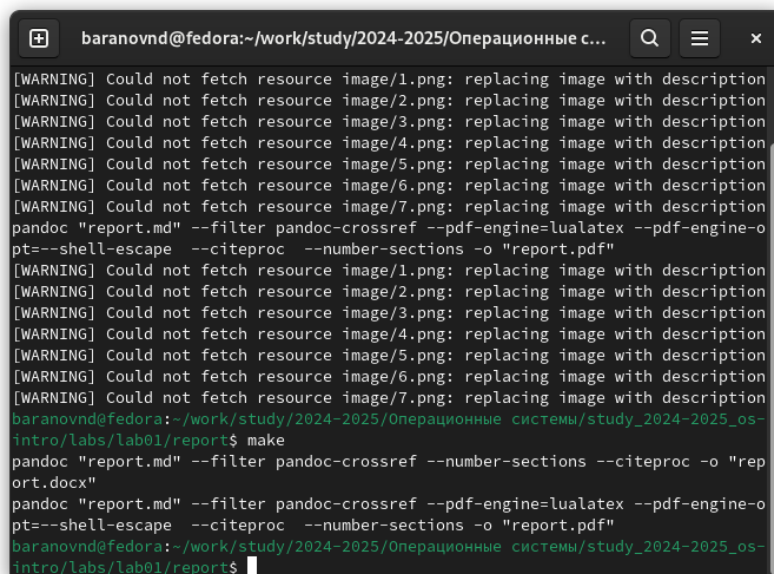 baranovnd@fedora:~/work/study/2024-2025/Операционные с...
[WARNING] Could not fetch resource image/1.png: replacing image with description
[WARNING] Could not fetch resource image/2.png: replacing image with description
[WARNING] Could not fetch resource image/3.png: replacing image with description
[WARNING] Could not fetch resource image/4.png: replacing image with description
[WARNING] Could not fetch resource image/5.png: replacing image with description
[WARNING] Could not fetch resource image/6.png: replacing image with description
[WARNING] Could not fetch resource image/7.png: replacing image with description
pandoc "report.md" --filter pandoc-crossref --pdf-engine=lualatex --pdf-engine-o
pt=--shell-escape  --citeproc  --number-sections -o "report.pdf"
[WARNING] Could not fetch resource image/1.png: replacing image with description
[WARNING] Could not fetch resource image/2.png: replacing image with description
[WARNING] Could not fetch resource image/3.png: replacing image with description
[WARNING] Could not fetch resource image/4.png: replacing image with description
[WARNING] Could not fetch resource image/5.png: replacing image with description
[WARNING] Could not fetch resource image/6.png: replacing image with description
[WARNING] Could not fetch resource image/7.png: replacing image with description
baranovnd@fedora:~/work/study/2024-2025/Операционные системы/study_2024-2025_os-
intro/labs/lab01/report$ make
pandoc "report.md" --filter pandoc-crossref --number-sections --citeproc -o "rep
ort.docx"
pandoc "report.md" --filter pandoc-crossref --pdf-engine=lualatex --pdf-engine-o
pt=--shell-escape  --citeproc  --number-sections -o "report.pdf"
baranovnd@fedora:~/work/study/2024-2025/Операционные системы/study_2024-2025_os-
intro/labs/lab01/report$